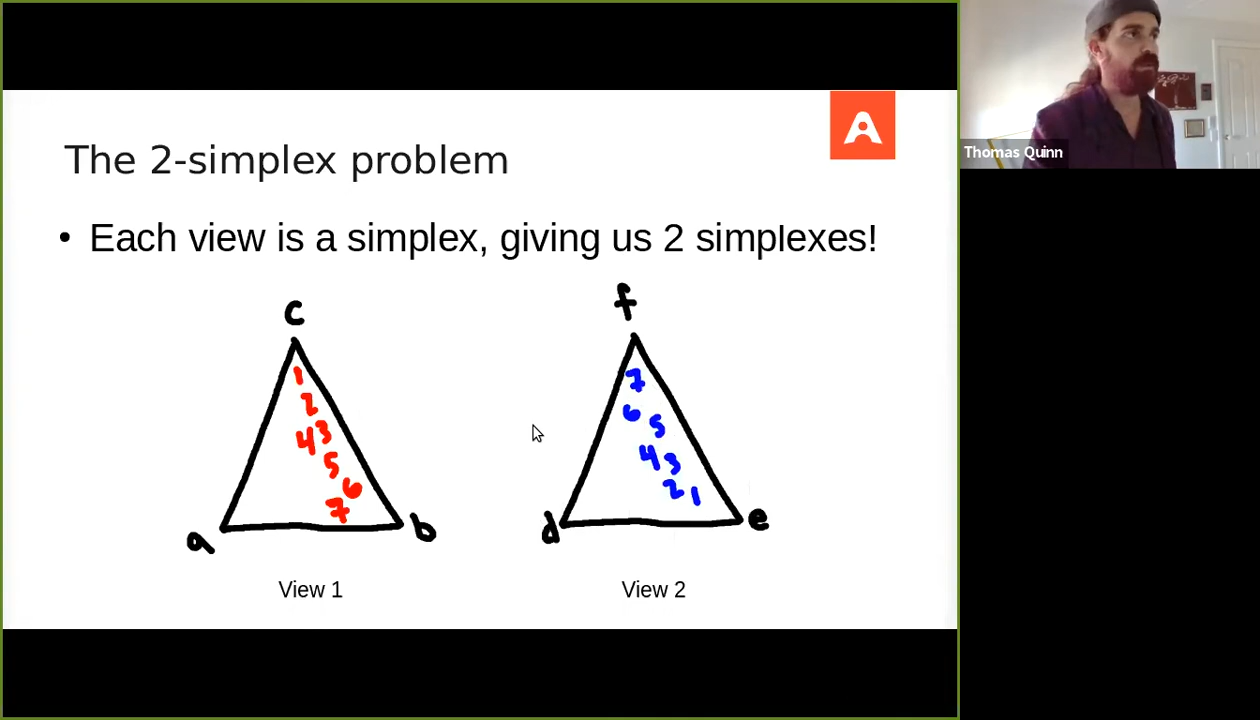 The 2-simplex problem
• Each view is a simplex, giving us 2 simplexes!
c
1
2
4 3
5
6
7
a
b
View 1
f
7
6 5
4 3
2 1
d
e
View 2
A
Thomas Quinn